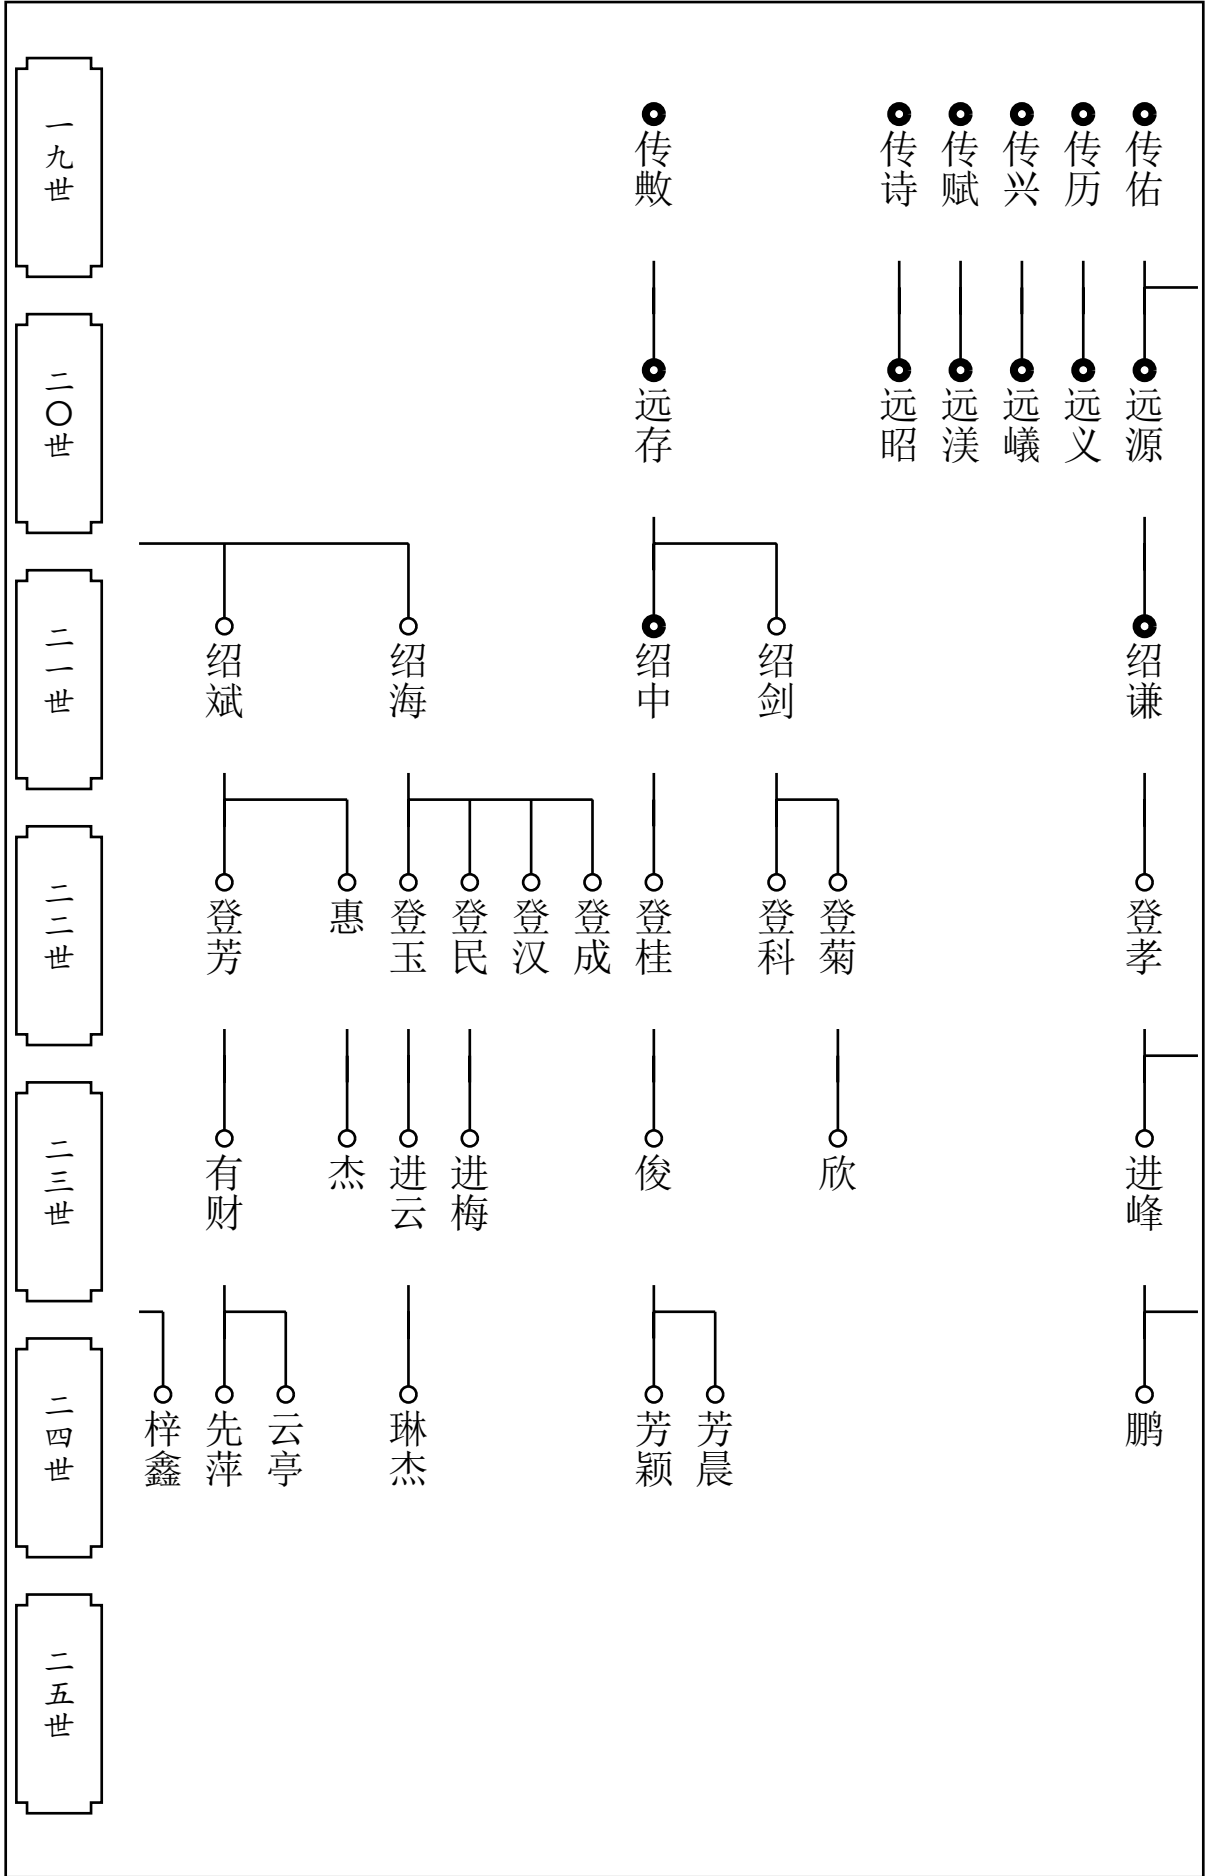 一九世
传佑
传历
传兴
传赋
传诗
传敟
二〇世
远源
远义
远嶬
远渼
远昭
远存
二一世
绍谦
绍剑
绍中
绍海
绍斌
二二世
登孝
登菊
登科
登桂
登成
登汉
登民
登玉
惠
登芳
二三世
进峰
欣
俊
进梅
进云
杰
有财
二四世
鹏
芳晨
芳颖
琳杰
云亭
先萍
梓鑫
二五世